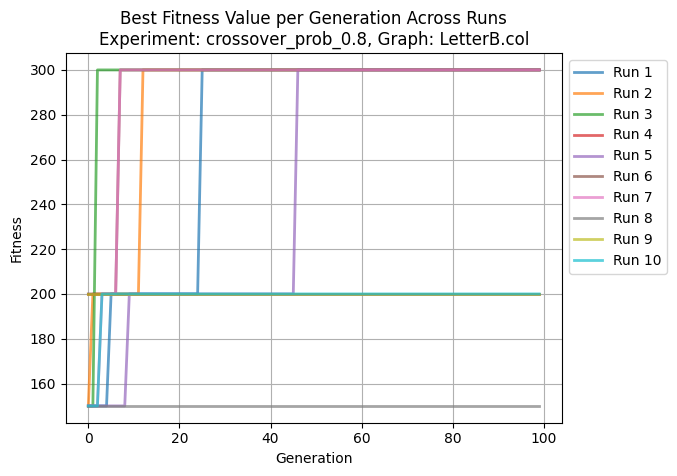 Best Fitness Value per Generation Across Runs
Experiment: crossover_prob_0.8, Graph: LetterB.col
300
280
260
240
220
200
180
160
Fitness
0
20
40
60
80
100
Generation
Run 1
Run 2
Run 3
Run 4
Run 5
Run 6
Run 7
Run 8
Run 9
Run 10